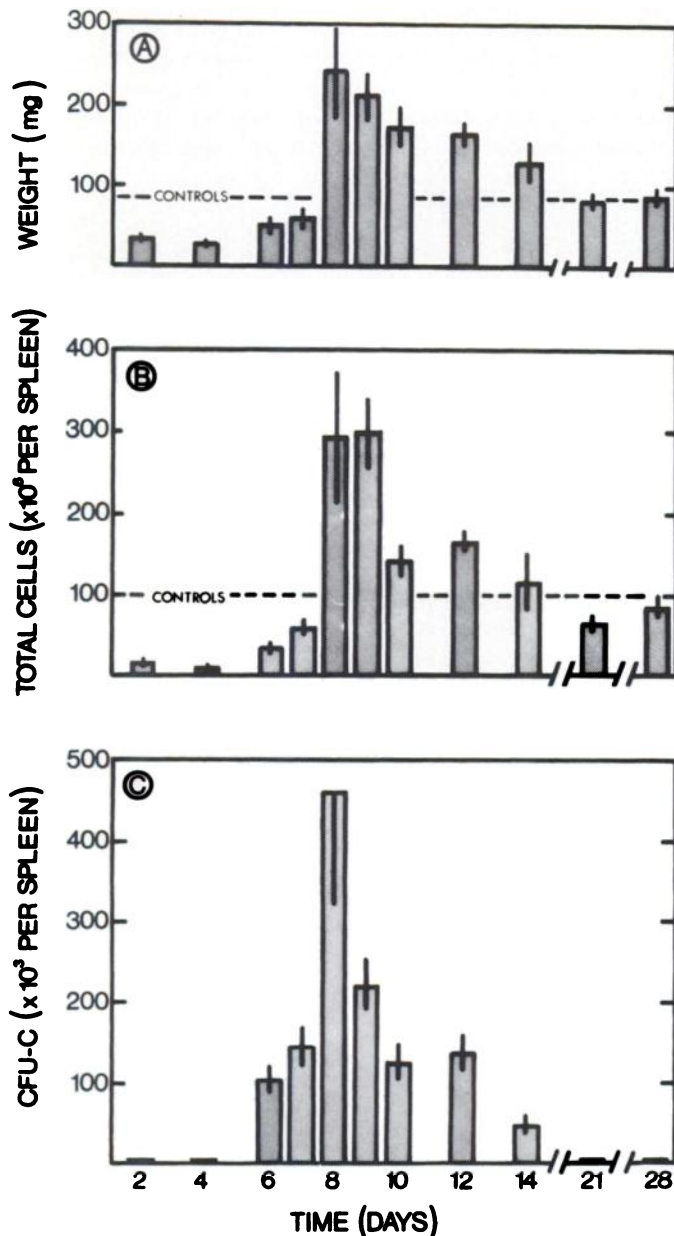 A
WEIGHT (mg)
300
200
100
CONTROLS
B
TOTAL CELLS (x10⁶ PER SPLEEN)
400
300
200
100
CONTROLS
C
CFU-C (x10³ PER SPLEEN)
500
400
300
200
100
2 4 6 8 10 12 14 21 28
TIME (DAYS)